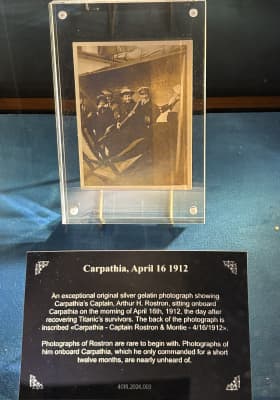 Carpathia, April 16 1912
An exceptional original silver gelatin photograph showing
Carpathia's Captain, Arthur H. Rostron, sitting onboard
Carpathia on the morning of April 16th, 1912, the day after
recovering Titanic's survivors. The back of the photograph is
inscribed «Carpathia - Captain Rostron & Montie - 4/16/1912».
Photographs of Rostron are rare to begin with. Photographs of
him onboard Carpathia, which he only commanded for a short
twelve months, are nearly unheard of.